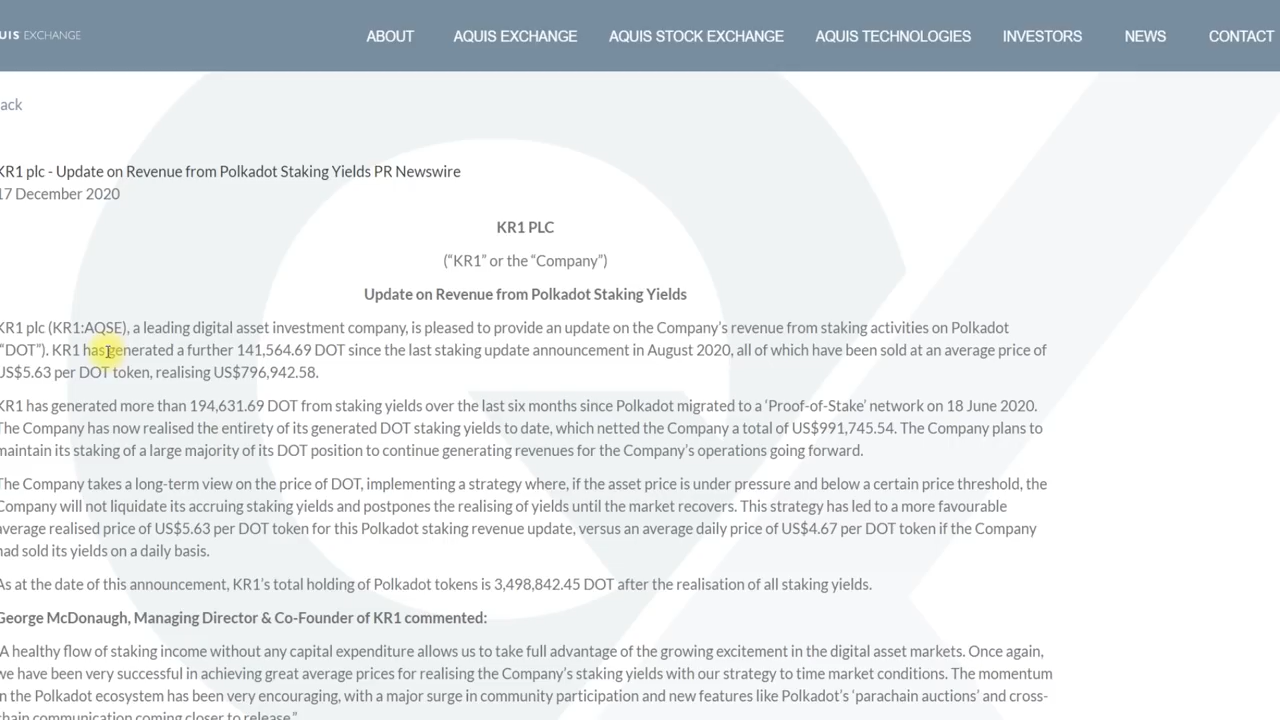 UIS EXCHANGE
ABOUT AQUIS EXCHANGE AQUIS STOCK EXCHANGE AQUIS TECHNOLOGIES INVESTORS NEWS CONTACT
ack
KR1 plc - Update on Revenue from Polkadot Staking Yields PR Newswire
17 December 2020
KR1 PLC
(“KR1” or the “Company”)
Update on Revenue from Polkadot Staking Yields
KR1 plc (KR1:AQSE), a leading digital asset investment company, is pleased to provide an update on the Company’s revenue from staking activities on Polkadot
“DOT”). KR1 has generated a further 141,564.69 DOT since the last staking update announcement in August 2020, all of which have been sold at an average price of
US$5.63 per DOT token, realising US$796,942.58.
KR1 has generated more than 194,631.69 DOT from staking yields over the last six months since Polkadot migrated to a ‘Proof-of-Stake’ network on 18 June 2020.
The Company has now realised the entirety of its generated DOT staking yields to date, which netted the Company a total of US$991,745.54. The Company plans to
maintain its staking of a large majority of its DOT position to continue generating revenues for the Company’s operations going forward.
The Company takes a long-term view on the price of DOT, implementing a strategy where, if the asset price is under pressure and below a certain price threshold, the
Company will not liquidate its accruing staking yields and postpones the realising of yields until the market recovers. This strategy has led to a more favourable
average realised price of US$5.63 per DOT token for this Polkadot staking revenue update, versus an average daily price of US$4.67 per DOT token if the Company
had sold its yields on a daily basis.
As at the date of this announcement, KR1’s total holding of Polkadot tokens is 3,498,842.45 DOT after the realisation of all staking yields.
George McDonaugh, Managing Director & Co-Founder of KR1 commented:
“A healthy flow of staking income without any capital expenditure allows us to take full advantage of the growing excitement in the digital asset markets. Once again,
we have been very successful in achieving great average prices for realising the Company’s staking yields with our strategy to time market conditions. The momentum
in the Polkadot ecosystem has been very encouraging, with a major surge in community participation and new features like Polkadot’s ‘parachain auctions’ and cross-
chain communication coming closer to release.”